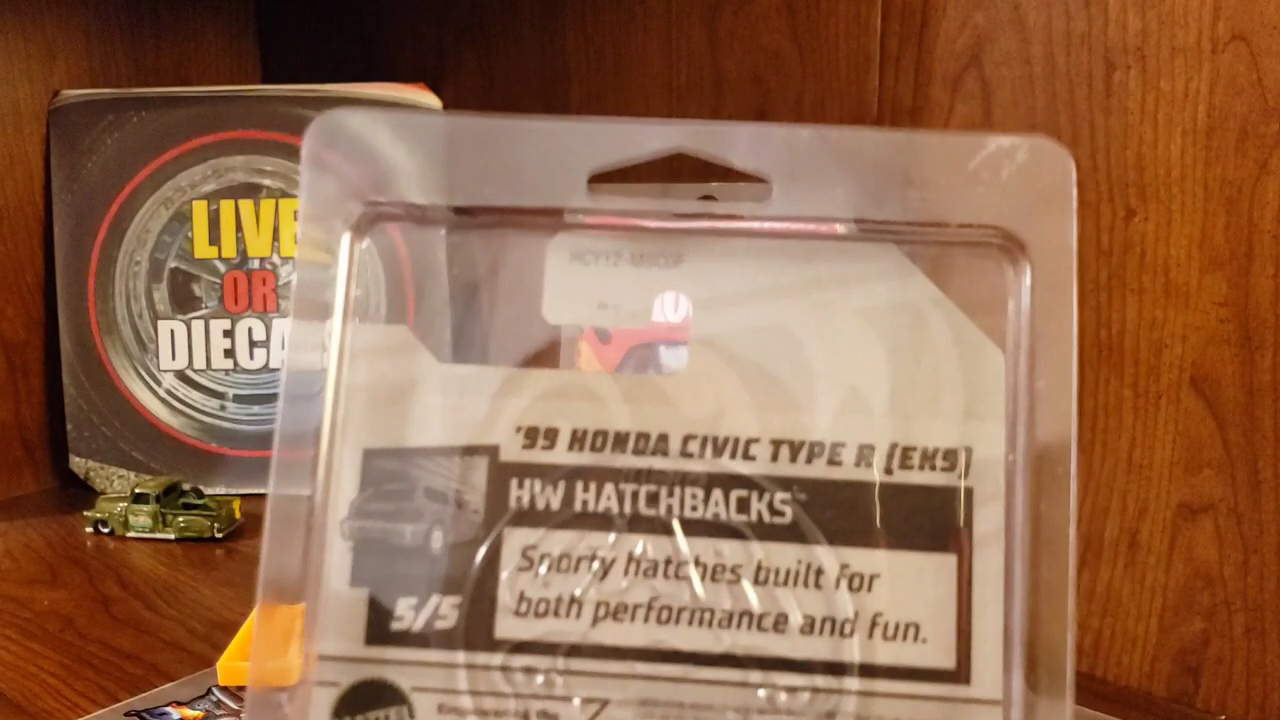 LIVE
OR
DIECA
'99 HONDA CIVIC TYPE R (EK9)
HW HATCHBACKS
Sporty hatches built for
both performance and fun.
5/5